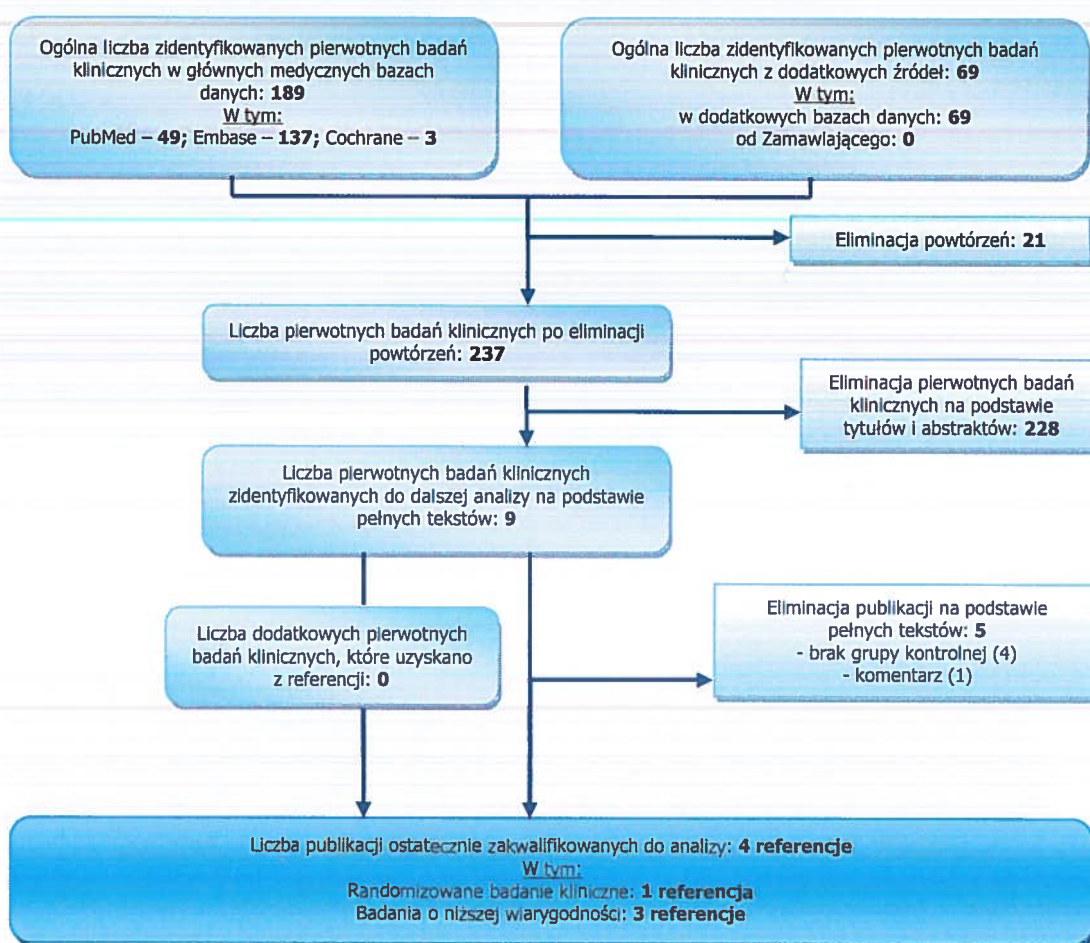 Ogólna liczba zidentyfikowanych pierwotnych badań
klinicznych w głównych medycznych bazach
danych: 189
W tym:
PubMed – 49; Embase – 137; Cochrane – 3
Ogólna liczba zidentyfikowanych pierwotnych badań
klinicznych z dodatkowych źródeł: 69
W tym:
w dodatkowych bazach danych: 69
od Zamawiającego: 0
Eliminacja powtórzeń: 21
Liczba pierwotnych badań klinicznych po eliminacji
powtórzeń: 237
Eliminacja pierwotnych badań
klinicznych na podstawie
tytułów i abstraktów: 228
Liczba pierwotnych badań klinicznych
zidentyfikowanych do dalszej analizy na podstawie
pełnych tekstów: 9
Liczba dodatkowych pierwotnych
badań klinicznych, które uzyskano
z referencji: 0
Eliminacja publikacji na podstawie
pełnych tekstów: 5
- brak grupy kontrolnej (4)
- komentarz (1)
Liczba publikacji ostatecznie zakwalifikowanych do analizy: 4 referencje
W tym:
Randomizowane badanie kliniczne: 1 referencja
Badania o niższej wiarygodności: 3 referencje